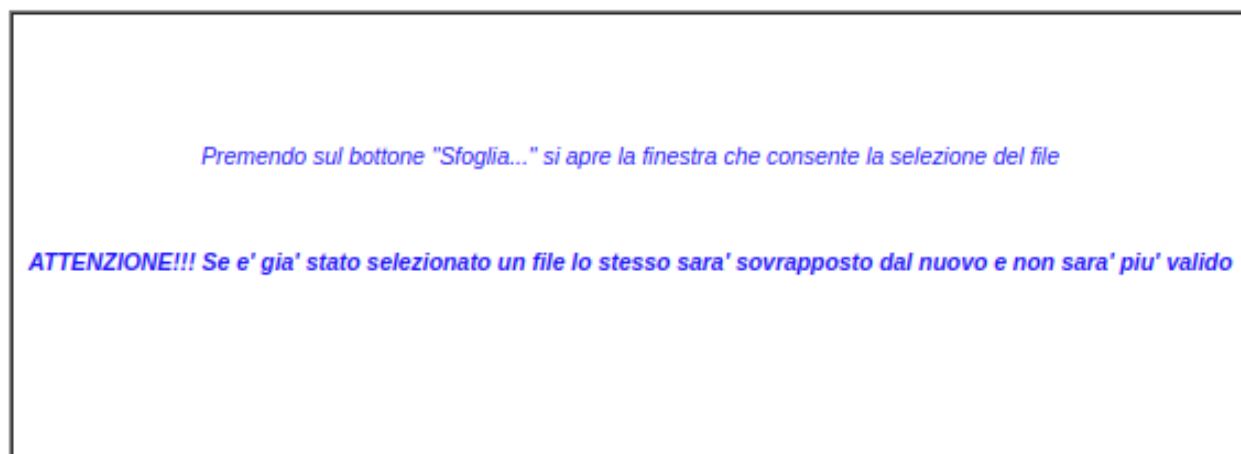 Premendo sul bottone "Sfoglia..." si apre la finestra che consente la selezione del file
ATTENZIONE!!! Se e' gia' stato selezionato un file lo stesso sara' sovrapposto dal nuovo e non sara' piu' valido